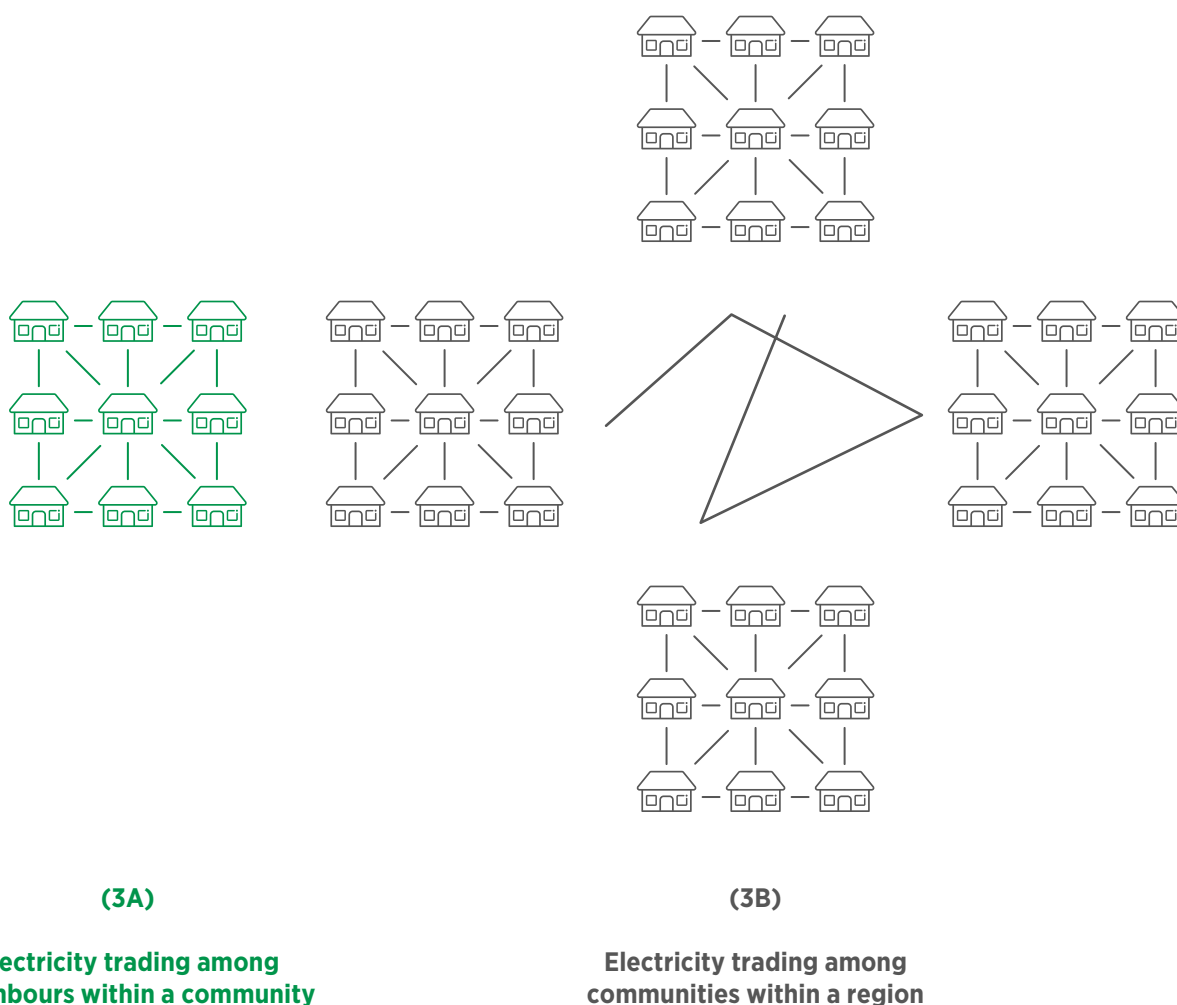 (3A)
ectricity trading among
nbours within a community
(3B)
Electricity trading among
communities within a region